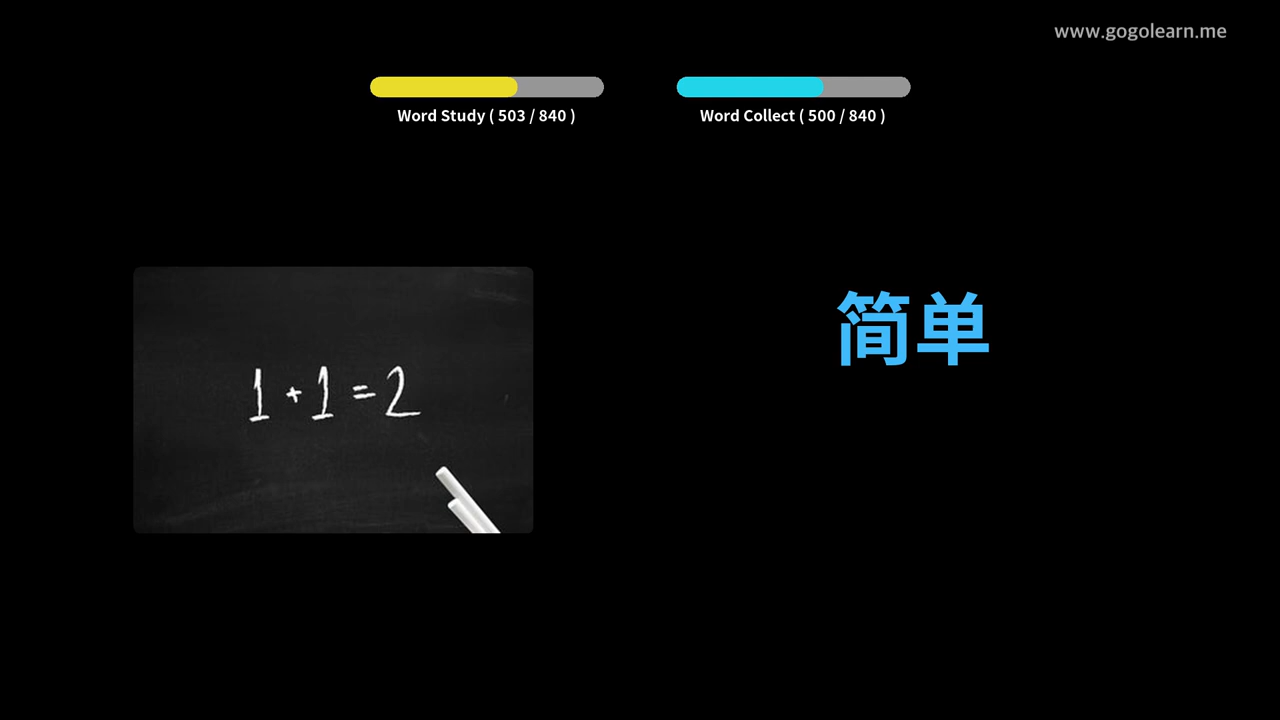 www.gogolearn.me
Word Study ( 503 / 840 )
Word Collect ( 500 / 840 )
简单
1 + 1 = 2